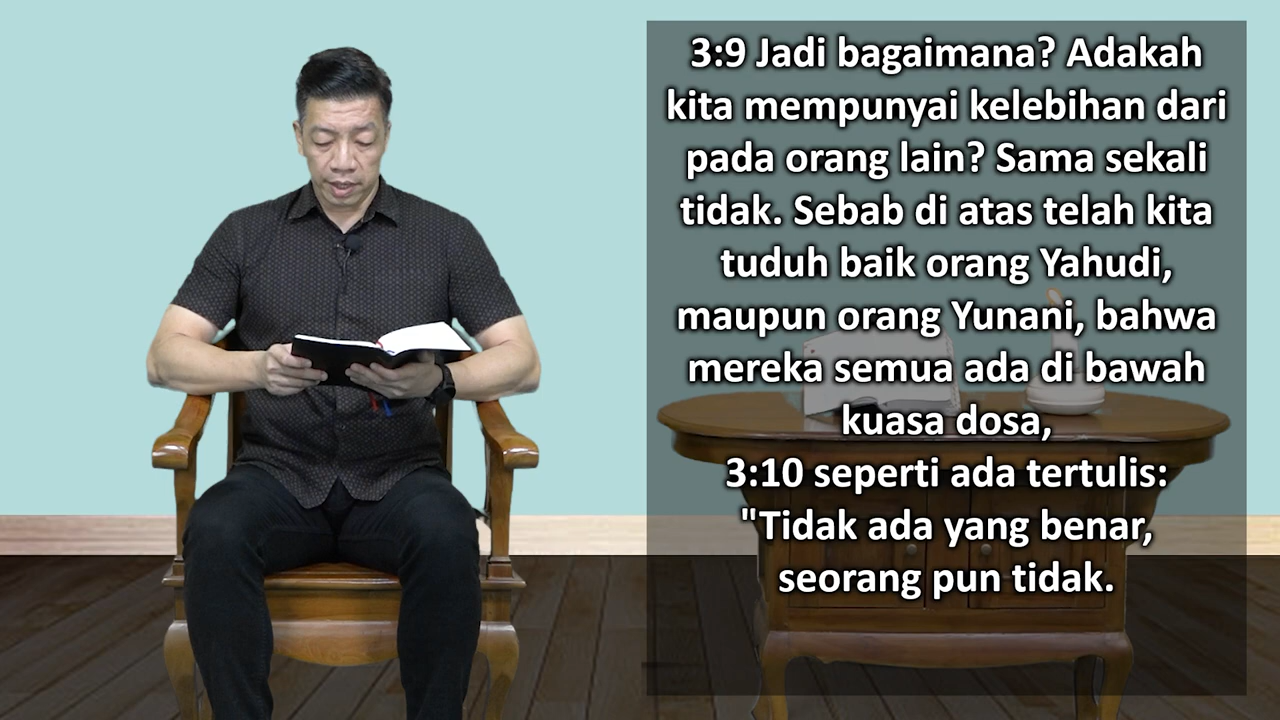 3:9 Jadi bagaimana? Adakah
kita mempunyai kelebihan dari
pada orang lain? Sama sekali
tidak. Sebab di atas telah kita
tuduh baik orang Yahudi,
maupun orang Yunani, bahwa
mereka semua ada di bawah
kuasa dosa,
3:10 seperti ada tertulis:
"Tidak ada yang benar,
seorang pun tidak.